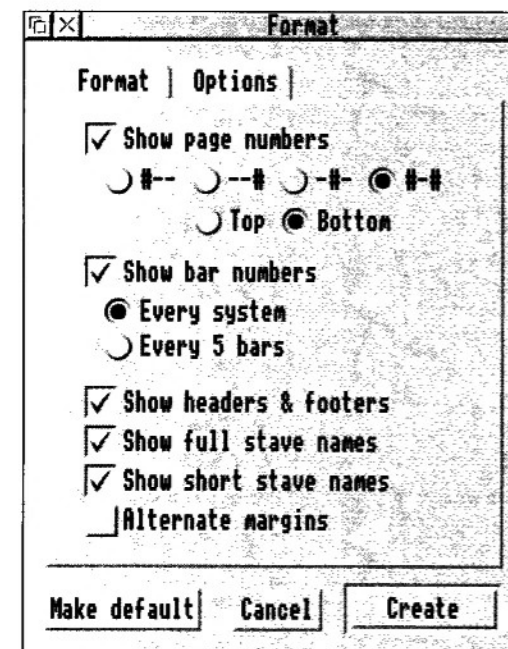 Format
Format | Options |
Show page numbers
#-- --# -#- #-#
Top Bottom
Show bar numbers
Every system
Every 5 bars
Show headers & footers
Show full stave names
Show short stave names
Alternate margins
Make default Cancel Create